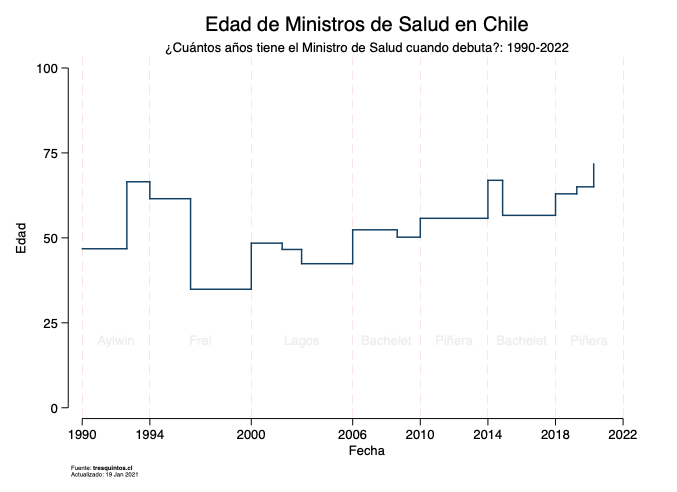 Edad de Ministros de Salud en Chile
¿Cuántos años tiene el Ministro de Salud cuando debuta?: 1990-2022
100
75
Edad
50
25
Aylwin Frei Lagos Bachelet Piñera Bachelet Piñera
0
1990 1994 2000 2006 2010 2014 2018 2022
Fecha
Fuente: tresquintos.cl
Actualizado: 19 Jan 2021